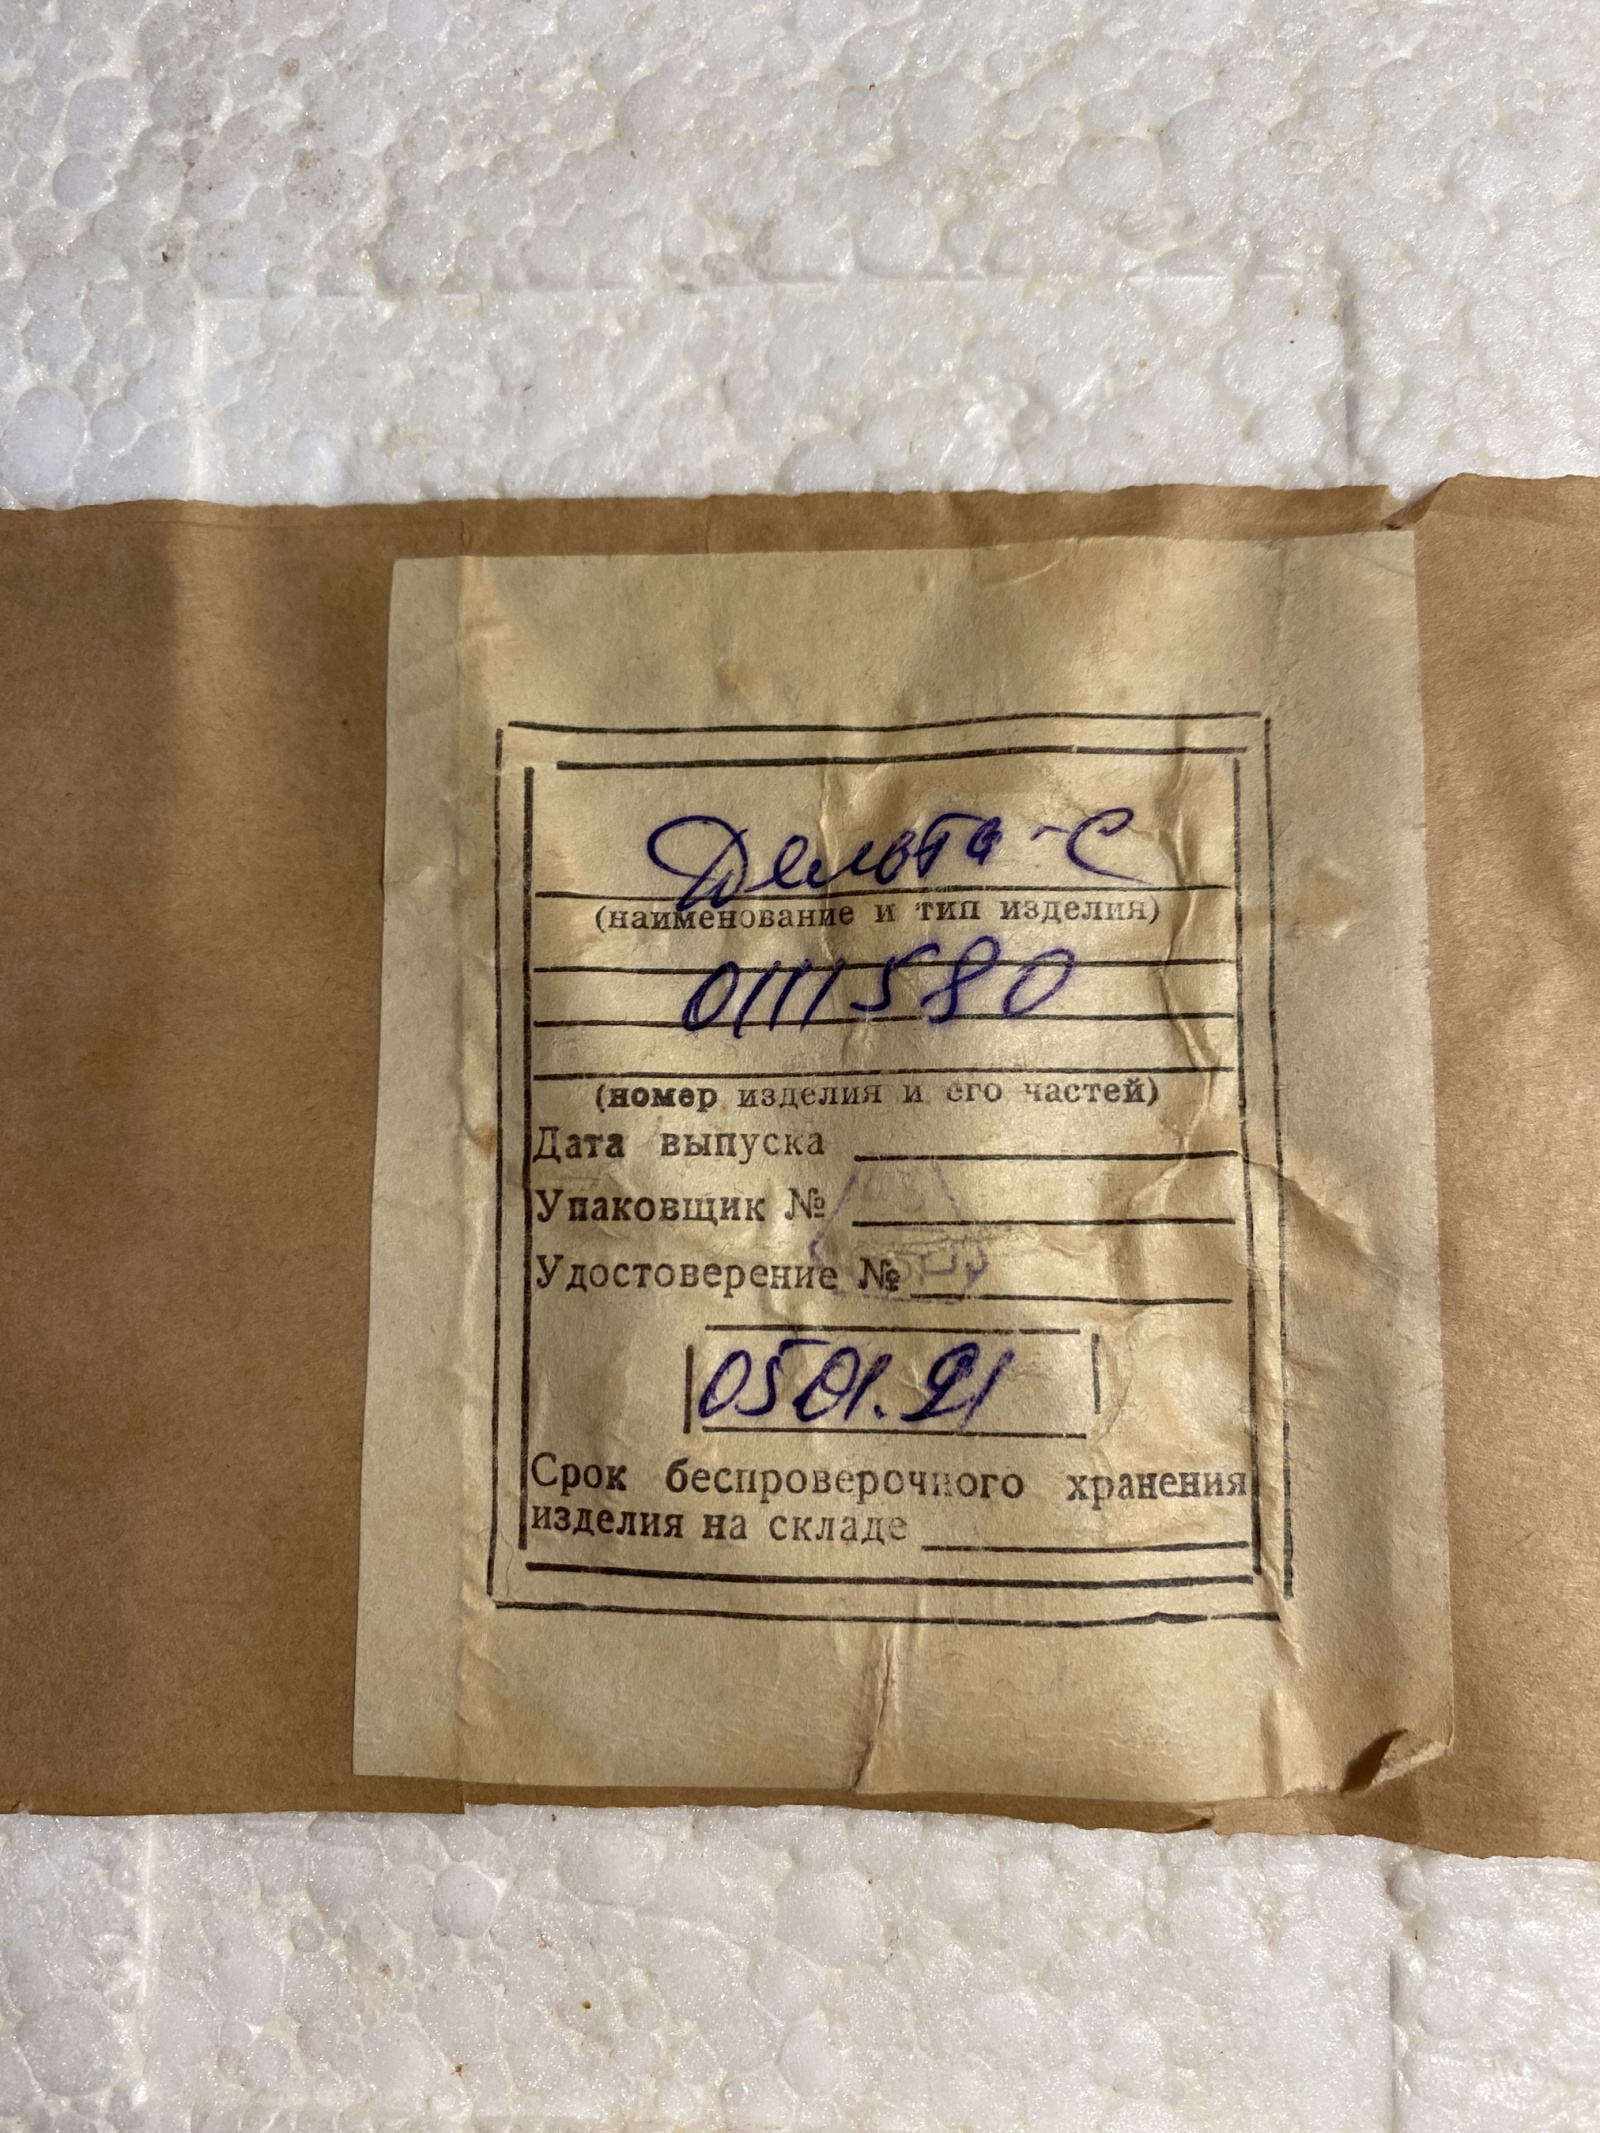 Дельта-С
(наименование и тип изделия)
0111580
(номер изделия и его частей)
Дата выпуска
Упаковщик №
Удостоверение №
05 01. 91
Срок беспроверочного хранения
изделия на складе